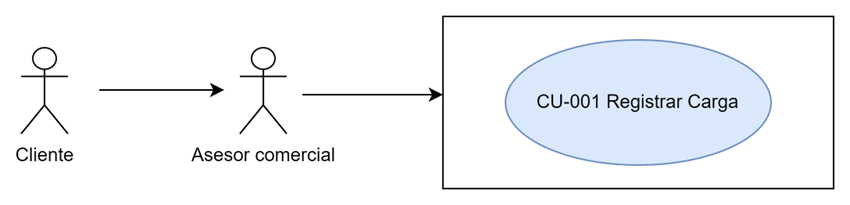 CU-001 Registrar Carga
Cliente
Asesor comercial